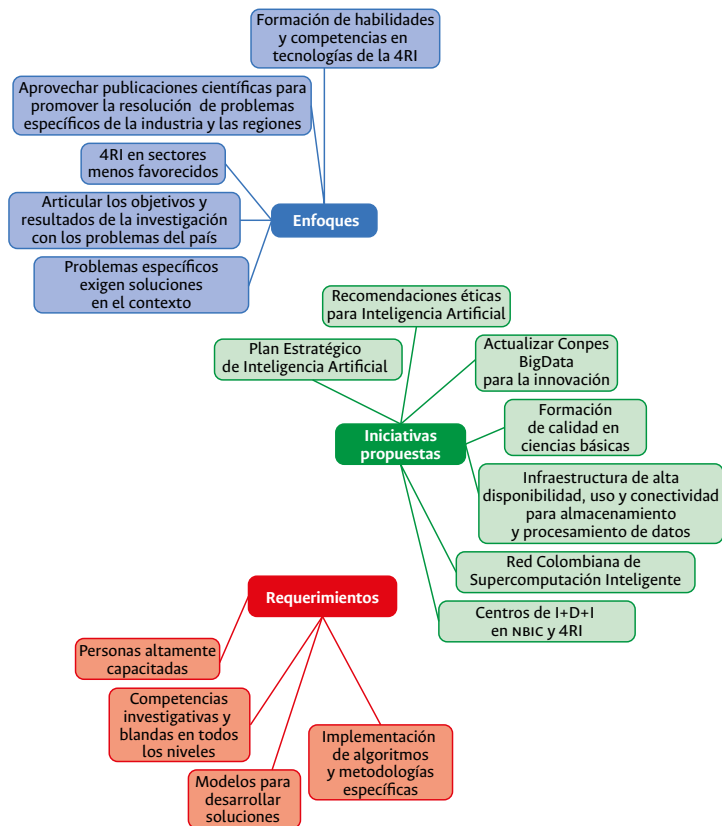 Formación de habilidades
y competencias en
tecnologías de la 4RI
Aprovechar publicaciones científicas para
promover la resolución de problemas
específicos de la industria y las regiones
4RI en sectores
menos favorecidos
Articular los objetivos y
resultados de la investigación
con los problemas del país
Problemas específicos
exigen soluciones
en el contexto
Enfoques
Recomendaciones éticas
para Inteligencia Artificial
Plan Estratégico
de Inteligencia Artificial
Actualizar Conpes
BigData
para la innovación
Iniciativas
propuestas
Formación
de calidad en
ciencias básicas
Infraestructura de alta
disponibilidad, uso y conectividad
para almacenamiento
y procesamiento de datos
Red Colombiana de
Supercomputación Inteligente
Centros de I+D+I
en NBIC y 4RI
Requerimientos
Personas altamente
capacitadas
Competencias
investigativas y
blandas en todos
los niveles
Modelos para
desarrollar
soluciones
Implementación
de algoritmos
y metodologías
específicas